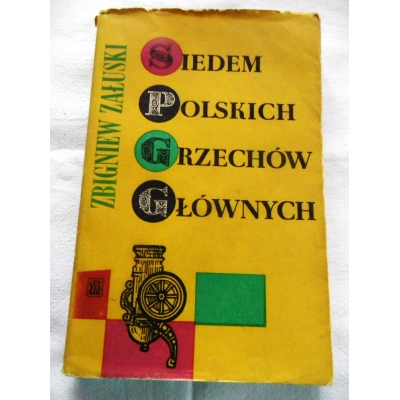 ZBIGNIEW ZAŁUSKI
SIEDEM
POLSKICH
GRZECHÓW
GŁÓWNYCH